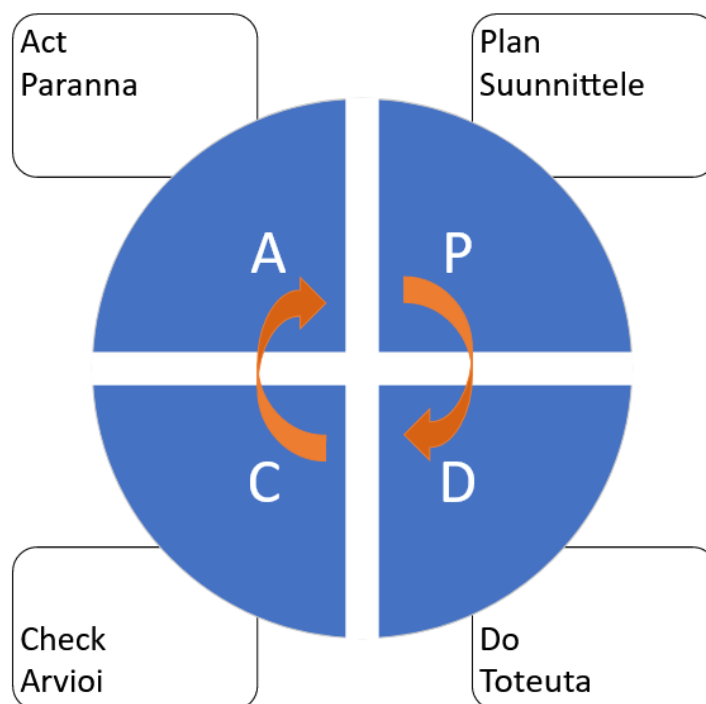 Act
Paranna
Plan
Suunnittele
A
P
C
D
Check
Arvioi
Do
Toteuta